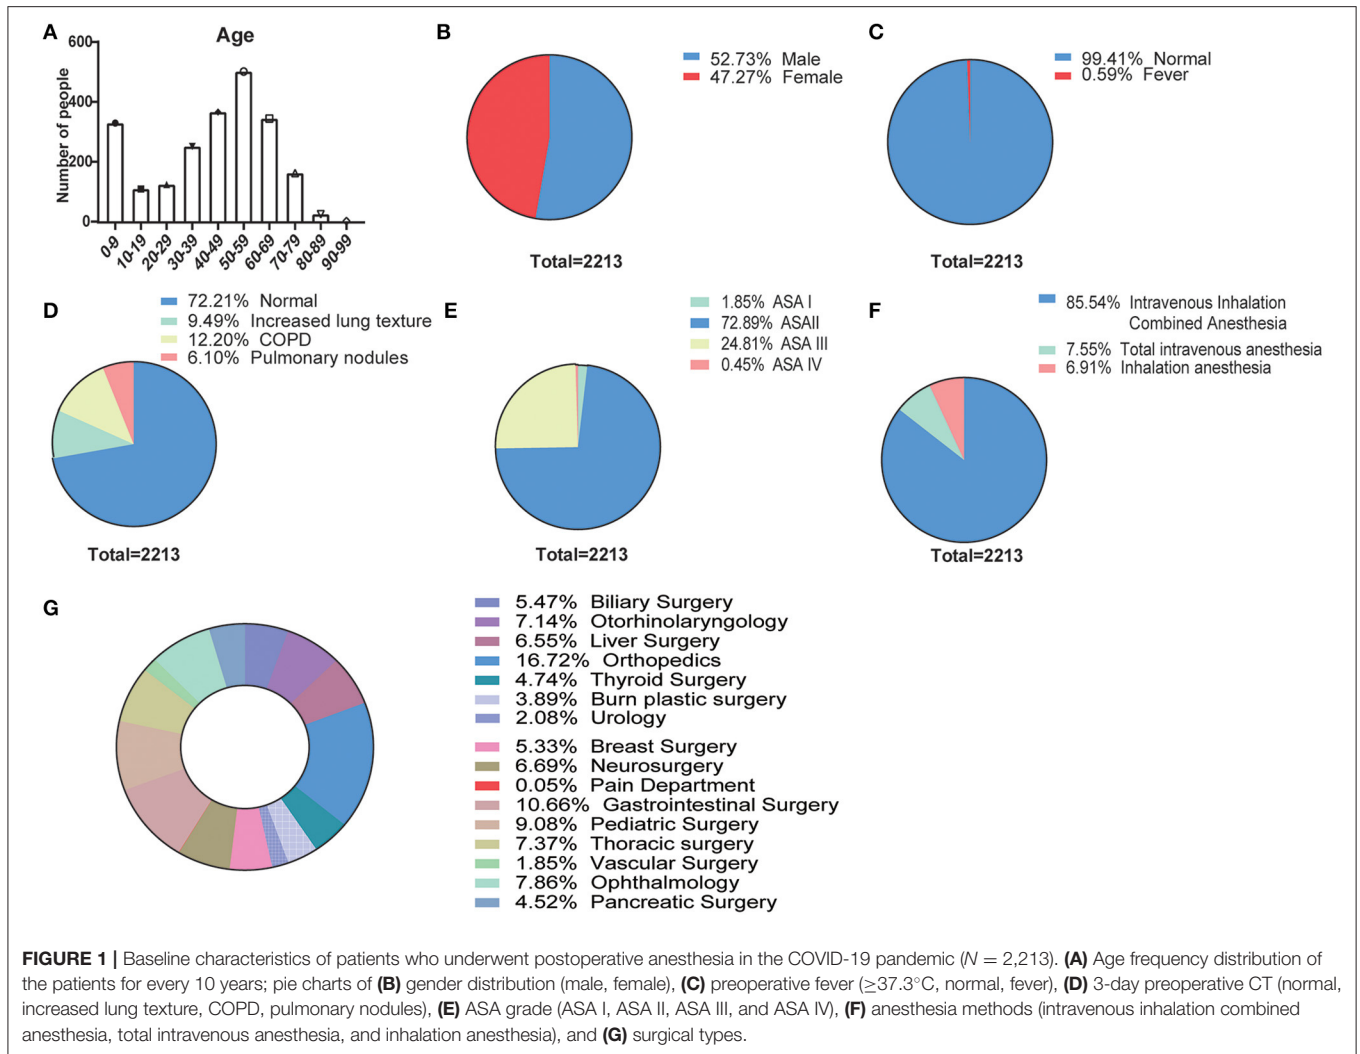 A
Age
Number of people
600
400
200
0
0-9
10-19
20-29
30-39
40-49
50-59
60-69
70-79
80-89
90-99
B
52.73% Male
47.27% Female
Total=2213
C
99.41% Normal
0.59% Fever
Total=2213
D
72.21% Normal
9.49% Increased lung texture
12.20% COPD
6.10% Pulmonary nodules
Total=2213
E
1.85% ASA I
72.89% ASAII
24.81% ASA III
0.45% ASA IV
Total=2213
F
85.54% Intravenous Inhalation
Combined Anesthesia
7.55% Total intravenous anesthesia
6.91% Inhalation anesthesia
Total=2213
G
5.47% Biliary Surgery
7.14% Otorhinolaryngology
6.55% Liver Surgery
16.72% Orthopedics
4.74% Thyroid Surgery
3.89% Burn plastic surgery
2.08% Urology
5.33% Breast Surgery
6.69% Neurosurgery
0.05% Pain Department
10.66% Gastrointestinal Surgery
9.08% Pediatric Surgery
7.37% Thoracic surgery
1.85% Vascular Surgery
7.86% Ophthalmology
4.52% Pancreatic Surgery
FIGURE 1 | Baseline characteristics of patients who underwent postoperative anesthesia in the COVID-19 pandemic (N = 2,213). (A) Age frequency distribution of
the patients for every 10 years; pie charts of (B) gender distribution (male, female), (C) preoperative fever (≥37.3°C, normal, fever), (D) 3-day preoperative CT (normal,
increased lung texture, COPD, pulmonary nodules), (E) ASA grade (ASA I, ASA II, ASA III, and ASA IV), (F) anesthesia methods (intravenous inhalation combined
anesthesia, total intravenous anesthesia, and inhalation anesthesia), and (G) surgical types.